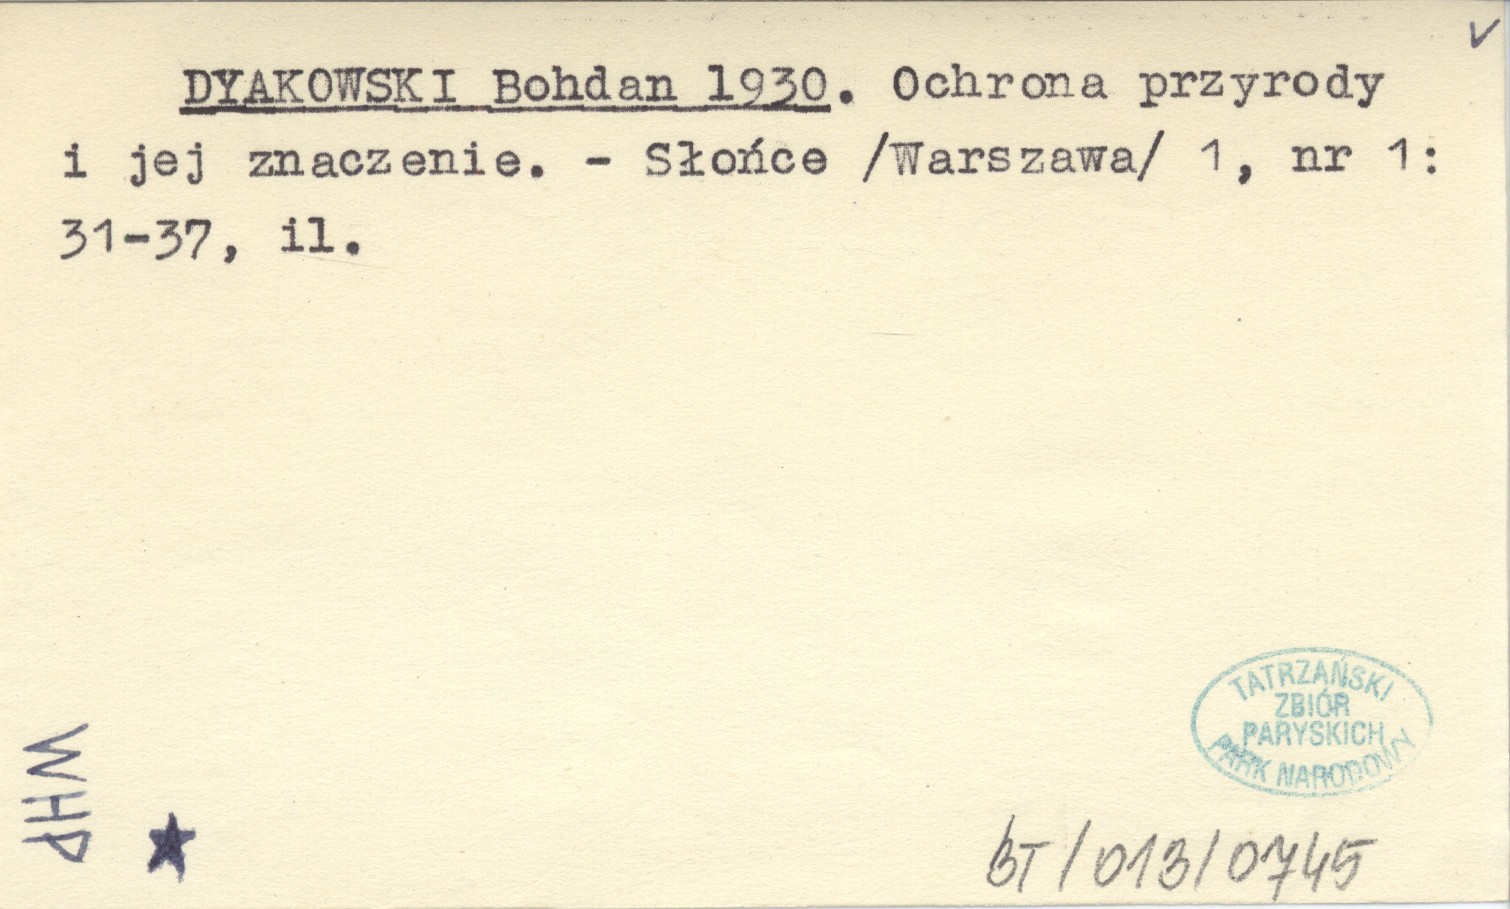 DYAKOWSKI Bohdan 1930. Ochrona przyrody
i jej znaczenie. - Słońce /Warszawa/ 1, nr 1:
31-37, il.
TATRZAŃSKI
ZBIÓR
PARYSKICH
PARK NARODOWY
WHP
BT/013/0745